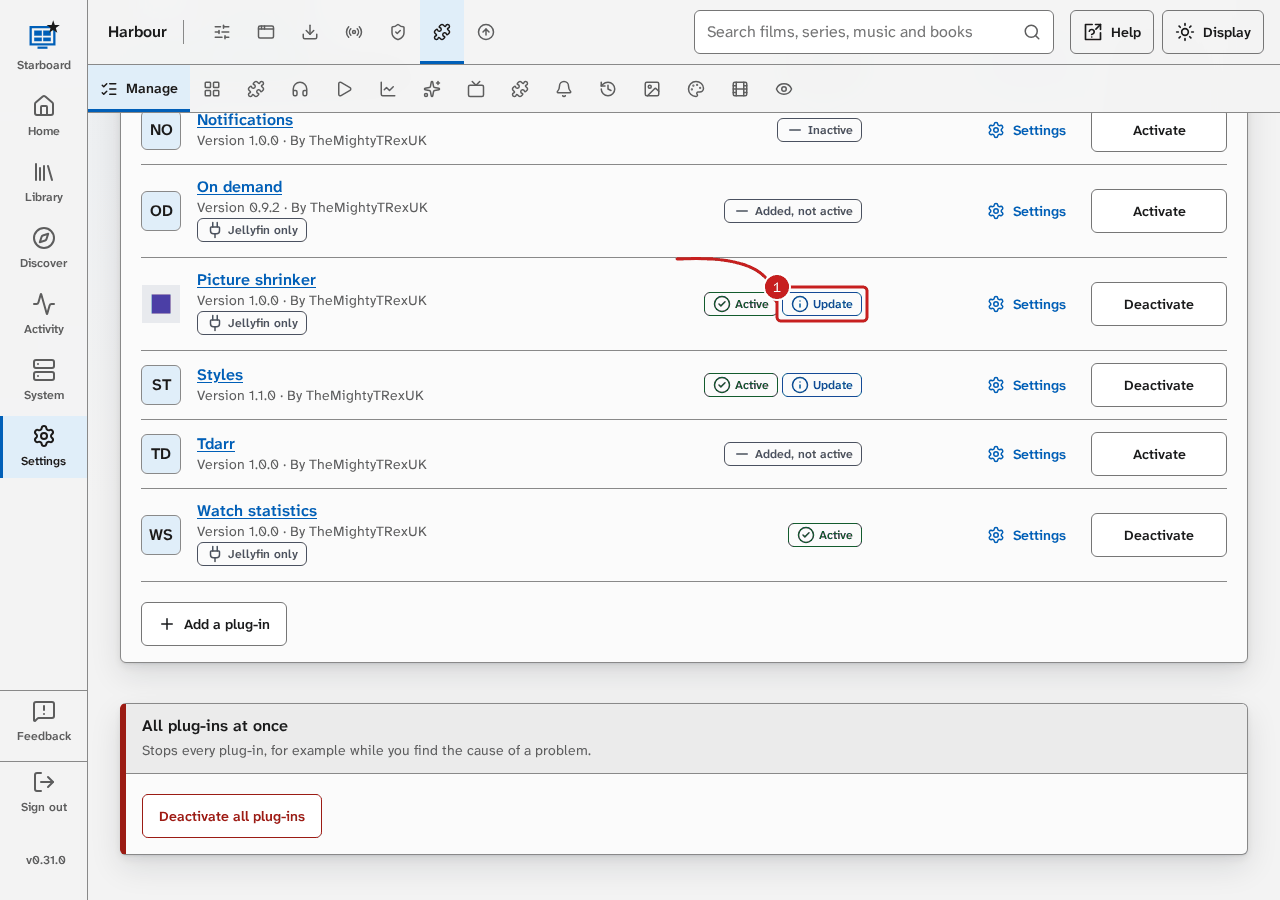 Starboard
Home
Library
Discover
Activity
System
Settings
Feedback
Sign out
v0.31.0
Harbour
Search films, series, music and books
Help
Display
Manage
NO
Notifications
Version 1.0.0 · By TheMightyTRexUK
Inactive
Settings
Activate
OD
On demand
Version 0.9.2 · By TheMightyTRexUK
Jellyfin only
Added, not active
Settings
Activate
Picture shrinker
Version 1.0.0 · By TheMightyTRexUK
Jellyfin only
Active
1
Update
Settings
Deactivate
ST
Styles
Version 1.1.0 · By TheMightyTRexUK
Active
Update
Settings
Deactivate
TD
Tdarr
Version 1.0.0 · By TheMightyTRexUK
Added, not active
Settings
Activate
WS
Watch statistics
Version 1.0.0 · By TheMightyTRexUK
Jellyfin only
Active
Settings
Deactivate
Add a plug-in
All plug-ins at once
Stops every plug-in, for example while you find the cause of a problem.
Deactivate all plug-ins